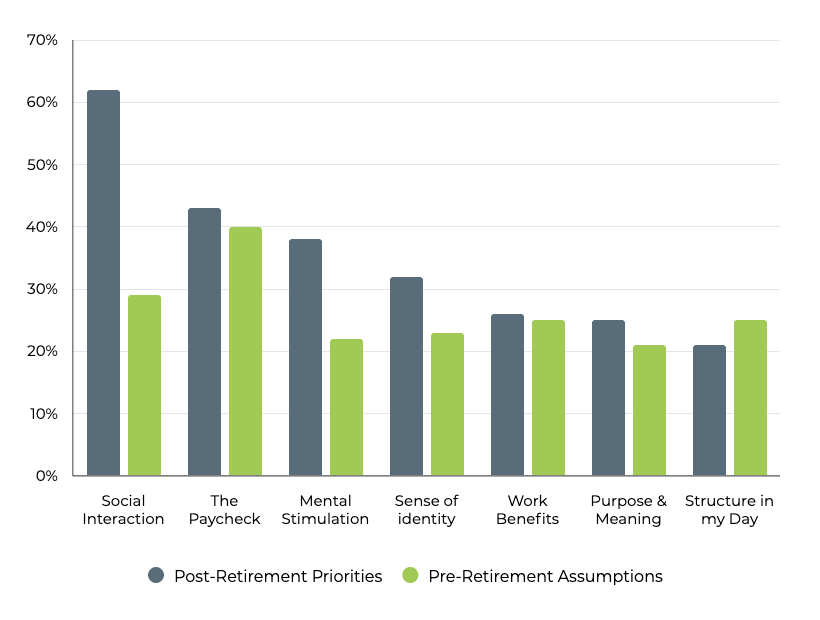 70%
60%
50%
40%
30%
20%
10%
0%
Social
Interaction
The
Paycheck
Mental
Stimulation
Sense of
identity
Work
Benefits
Purpose &
Meaning
Structure in
my Day
Post-Retirement Priorities
Pre-Retirement Assumptions